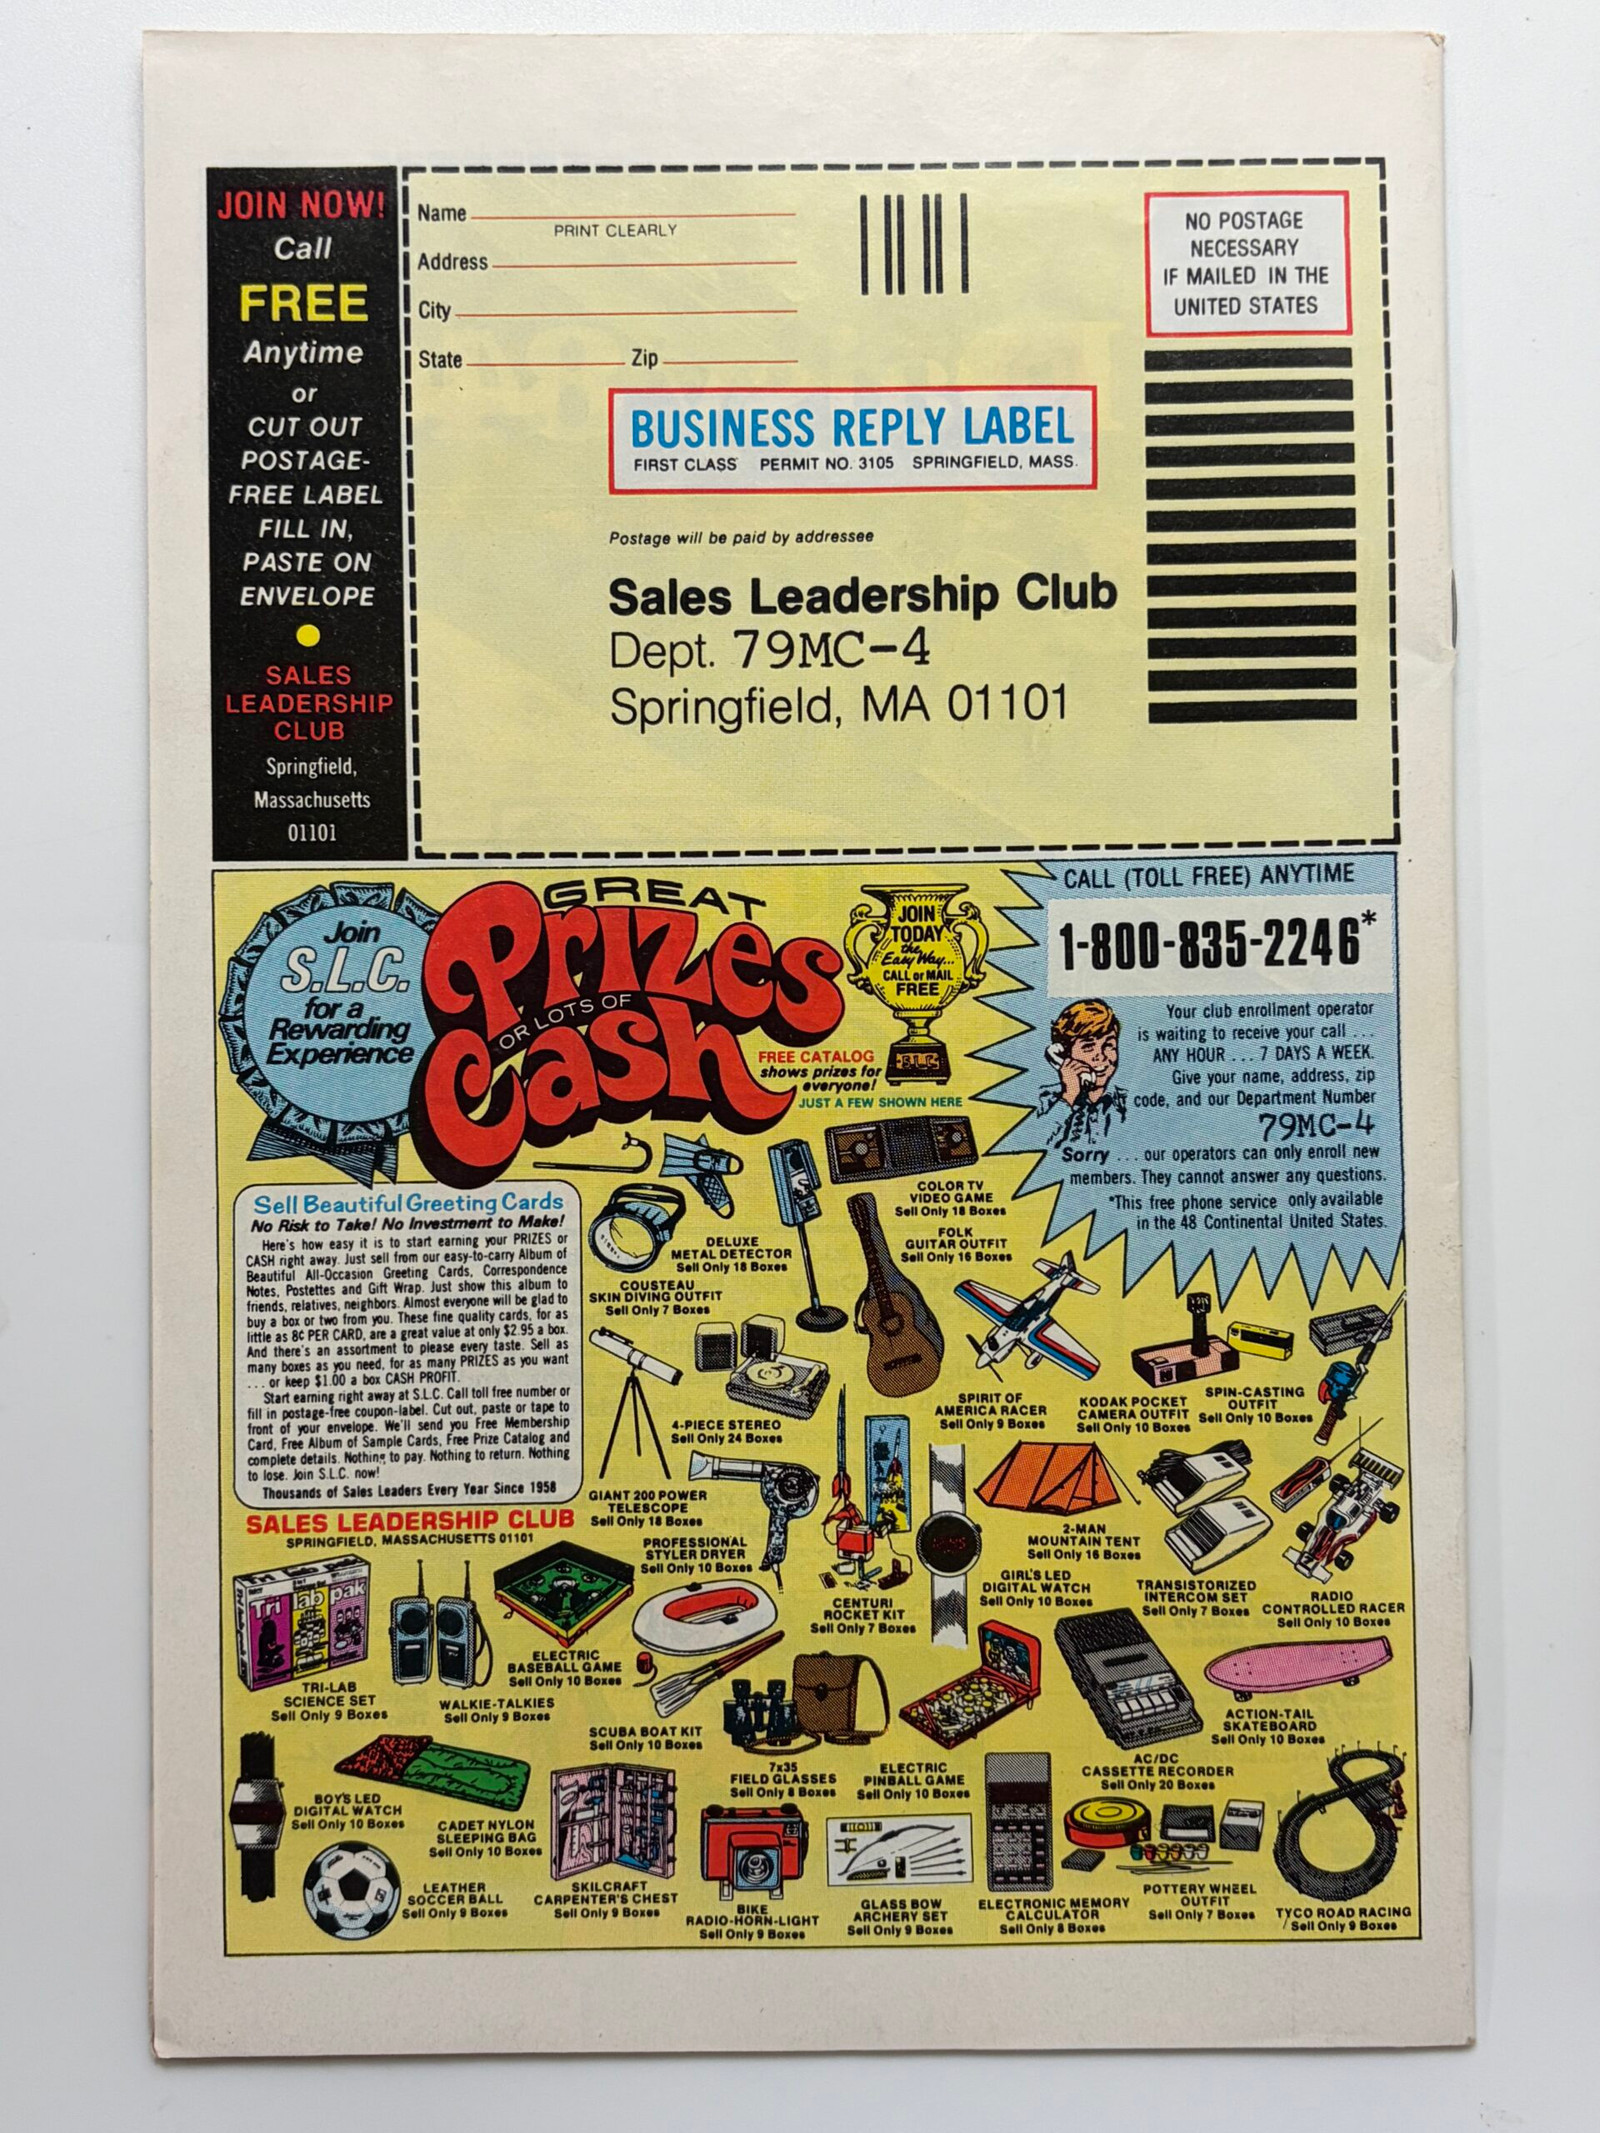 JOIN NOW!
Call
FREE
Anytime
or
CUT OUT
POSTAGE-
FREE LABEL
FILL IN,
PASTE ON
ENVELOPE
SALES
LEADERSHIP
CLUB
Springfield,
Massachusetts
01101
Name
PRINT CLEARLY
Address
City
State Zip
NO POSTAGE
NECESSARY
IF MAILED IN THE
UNITED STATES
BUSINESS REPLY LABEL
FIRST CLASS PERMIT NO. 3105 SPRINGFIELD, MASS.
Postage will be paid by addressee
Sales Leadership Club
Dept. 79MC-4
Springfield, MA 01101
Join
S.L.C.
for a
Rewarding
Experience
GREAT
Prizes
OR LOTS OF
Cash
JOIN
TODAY
the
Easy Way...
CALL or MAIL
FREE
S.L.C
FREE CATALOG
shows prizes for
everyone!
JUST A FEW SHOWN HERE
CALL (TOLL FREE) ANYTIME
1-800-835-2246*
Your club enrollment operator
is waiting to receive your call ...
ANY HOUR ... 7 DAYS A WEEK.
Give your name, address, zip
code, and our Department Number
79MC-4
Sorry ... our operators can only enroll new
members. They cannot answer any questions.
*This free phone service only available
in the 48 Continental United States.
Sell Beautiful Greeting Cards
No Risk to Take! No Investment to Make!
Here's how easy it is to start earning your PRIZES or
CASH right away. Just sell from our easy-to-carry Album of
Beautiful All-Occasion Greeting Cards, Correspondence
Notes, Postettes and Gift Wrap. Just show this album to
friends, relatives, neighbors. Almost everyone will be glad to
buy a box or two from you. These fine quality cards, for as
little as 8¢ PER CARD, are a great value at only $2.95 a box.
And there's an assortment to please every taste. Sell as
many boxes as you need, for as many PRIZES as you want
... or keep $1.00 a box CASH PROFIT.
Start earning right away at S.L.C. Call toll free number or
fill in postage-free coupon-label. Cut out, paste or tape to
front of your envelope. We'll send you Free Membership
Card, Free Album of Sample Cards, Free Prize Catalog and
complete details. Nothing to pay. Nothing to return. Nothing
to lose. Join S.L.C. now!
Thousands of Sales Leaders Every Year Since 1958
SALES LEADERSHIP CLUB
SPRINGFIELD, MASSACHUSETTS 01101
COLOR TV
VIDEO GAME
Sell Only 18 Boxes
DELUXE
METAL DETECTOR
Sell Only 18 Boxes
FOLK
GUITAR OUTFIT
Sell Only 16 Boxes
COUSTEAU
SKIN DIVING OUTFIT
Sell Only 7 Boxes
4-PIECE STEREO
Sell Only 24 Boxes
SPIRIT OF
AMERICA RACER
Sell Only 9 Boxes
KODAK POCKET
CAMERA OUTFIT
Sell Only 10 Boxes
SPIN-CASTING
OUTFIT
Sell Only 10 Boxes
GIANT 200 POWER
TELESCOPE
Sell Only 18 Boxes
PROFESSIONAL
STYLER DRYER
Sell Only 10 Boxes
2-MAN
MOUNTAIN TENT
Sell Only 16 Boxes
CENTURI
ROCKET KIT
Sell Only 7 Boxes
GIRL'S LED
DIGITAL WATCH
Sell Only 10 Boxes
TRANSISTORIZED
INTERCOM SET
Sell Only 7 Boxes
RADIO
CONTROLLED RACER
Sell Only 10 Boxes
Tri lab pak
TRI-LAB
SCIENCE SET
Sell Only 9 Boxes
WALKIE-TALKIES
Sell Only 9 Boxes
ELECTRIC
BASEBALL GAME
Sell Only 10 Boxes
SCUBA BOAT KIT
Sell Only 10 Boxes
7x35
FIELD GLASSES
Sell Only 8 Boxes
ELECTRIC
PINBALL GAME
Sell Only 10 Boxes
AC/DC
CASSETTE RECORDER
Sell Only 20 Boxes
ACTION-TAIL
SKATEBOARD
Sell Only 10 Boxes
BOY'S LED
DIGITAL WATCH
Sell Only 10 Boxes
CADET NYLON
SLEEPING BAG
Sell Only 10 Boxes
LEATHER
SOCCER BALL
Sell Only 9 Boxes
SKILCRAFT
CARPENTER'S CHEST
Sell Only 9 Boxes
BIKE
RADIO-HORN-LIGHT
Sell Only 9 Boxes
GLASS BOW
ARCHERY SET
Sell Only 9 Boxes
ELECTRONIC MEMORY
CALCULATOR
Sell Only 8 Boxes
POTTERY WHEEL
OUTFIT
Sell Only 7 Boxes
TYCO ROAD RACING
Sell Only 9 Boxes